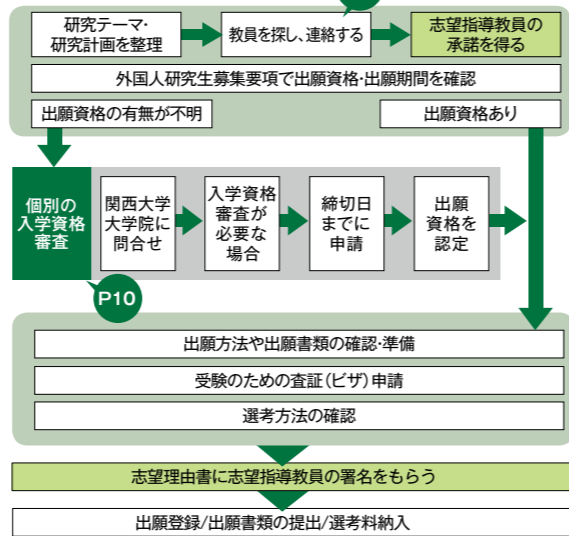 研究テーマ・
研究計画を整理
教員を探し、連絡する
志望指導教員の
承諾を得る
外国人研究生募集要項で出願資格・出願期間を確認
出願資格の有無が不明
出願資格あり
個別の
入学資格
審査
関西大学
大学院に
問合せ
入学資格
審査が
必要な
場合
締切日
までに
申請
出願
資格を
認定
P10
出願方法や出願書類の確認・準備
受験のための査証(ビザ)申請
選考方法の確認
志望理由書に志望指導教員の署名をもらう
出願登録/出願書類の提出/選考料納入